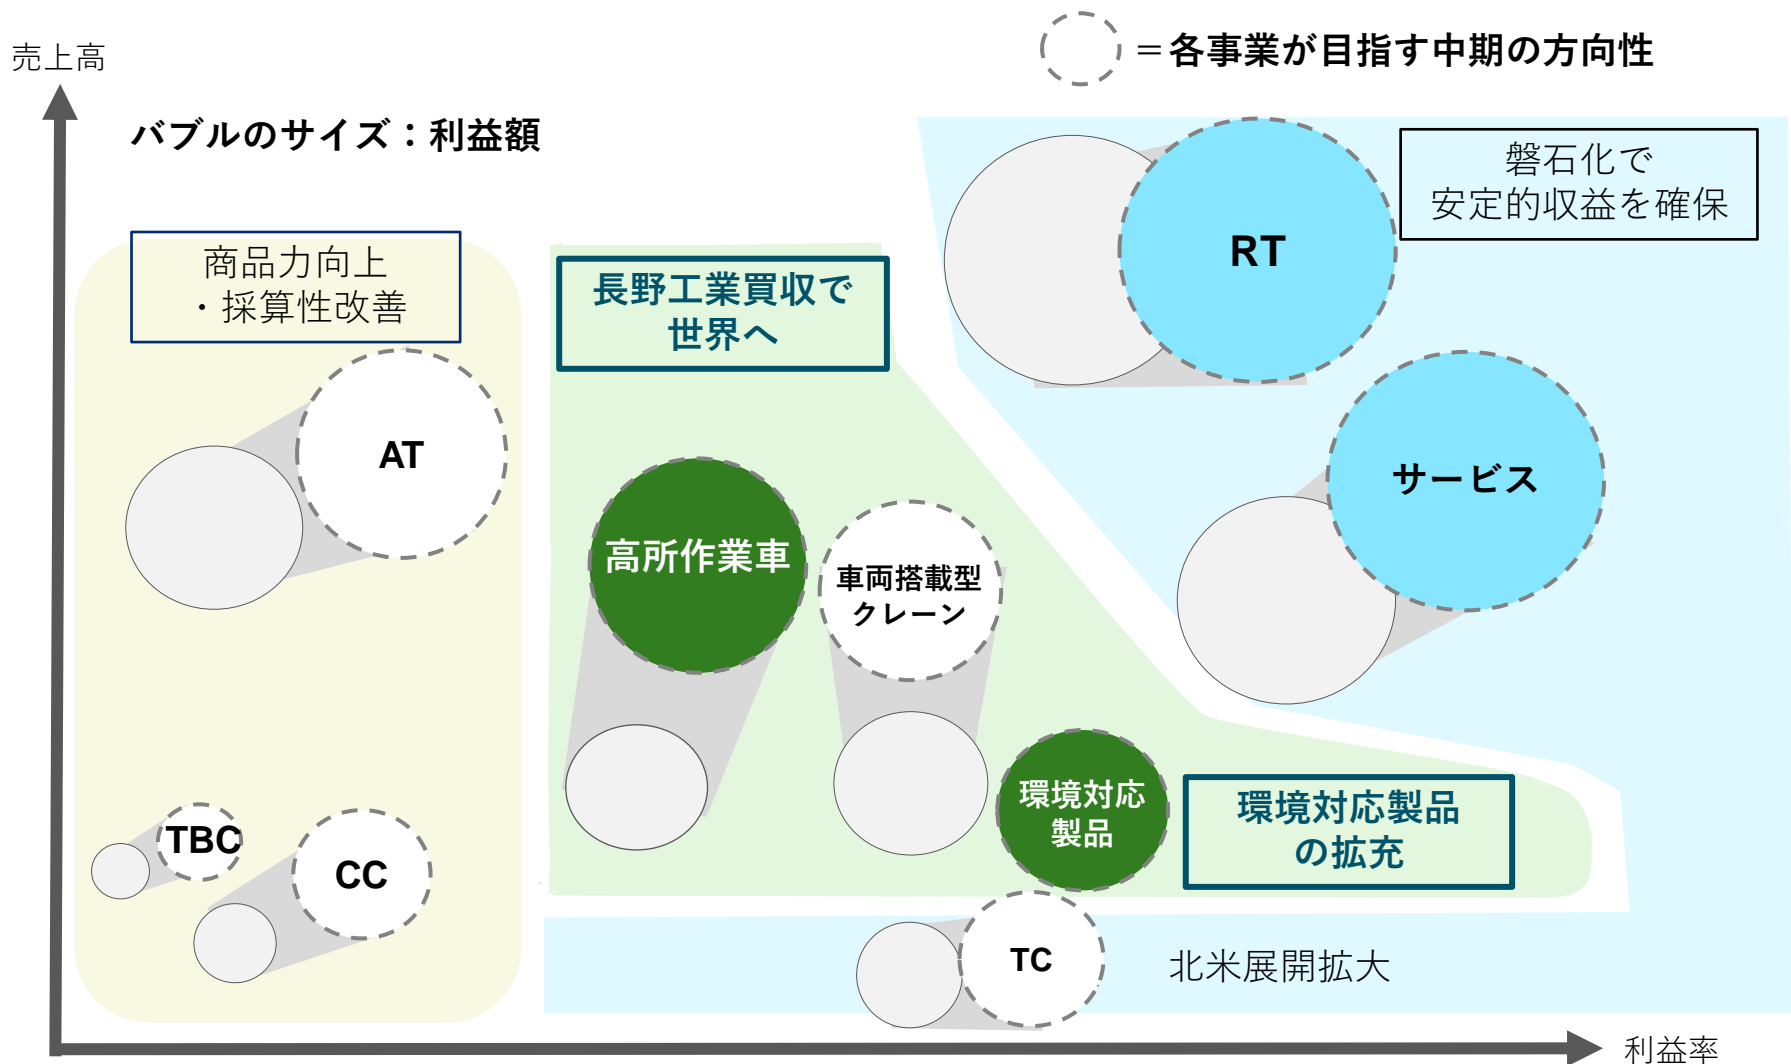 売上高
＝各事業が目指す中期の方向性
バブルのサイズ：利益額
磐石化で
安定的収益を確保
RT
商品力向上
・採算性改善
長野工業買収で
世界へ
AT
サービス
高所作業車
車両搭載型
クレーン
環境対応
製品
環境対応製品
の拡充
TBC
CC
TC
北米展開拡大
利益率